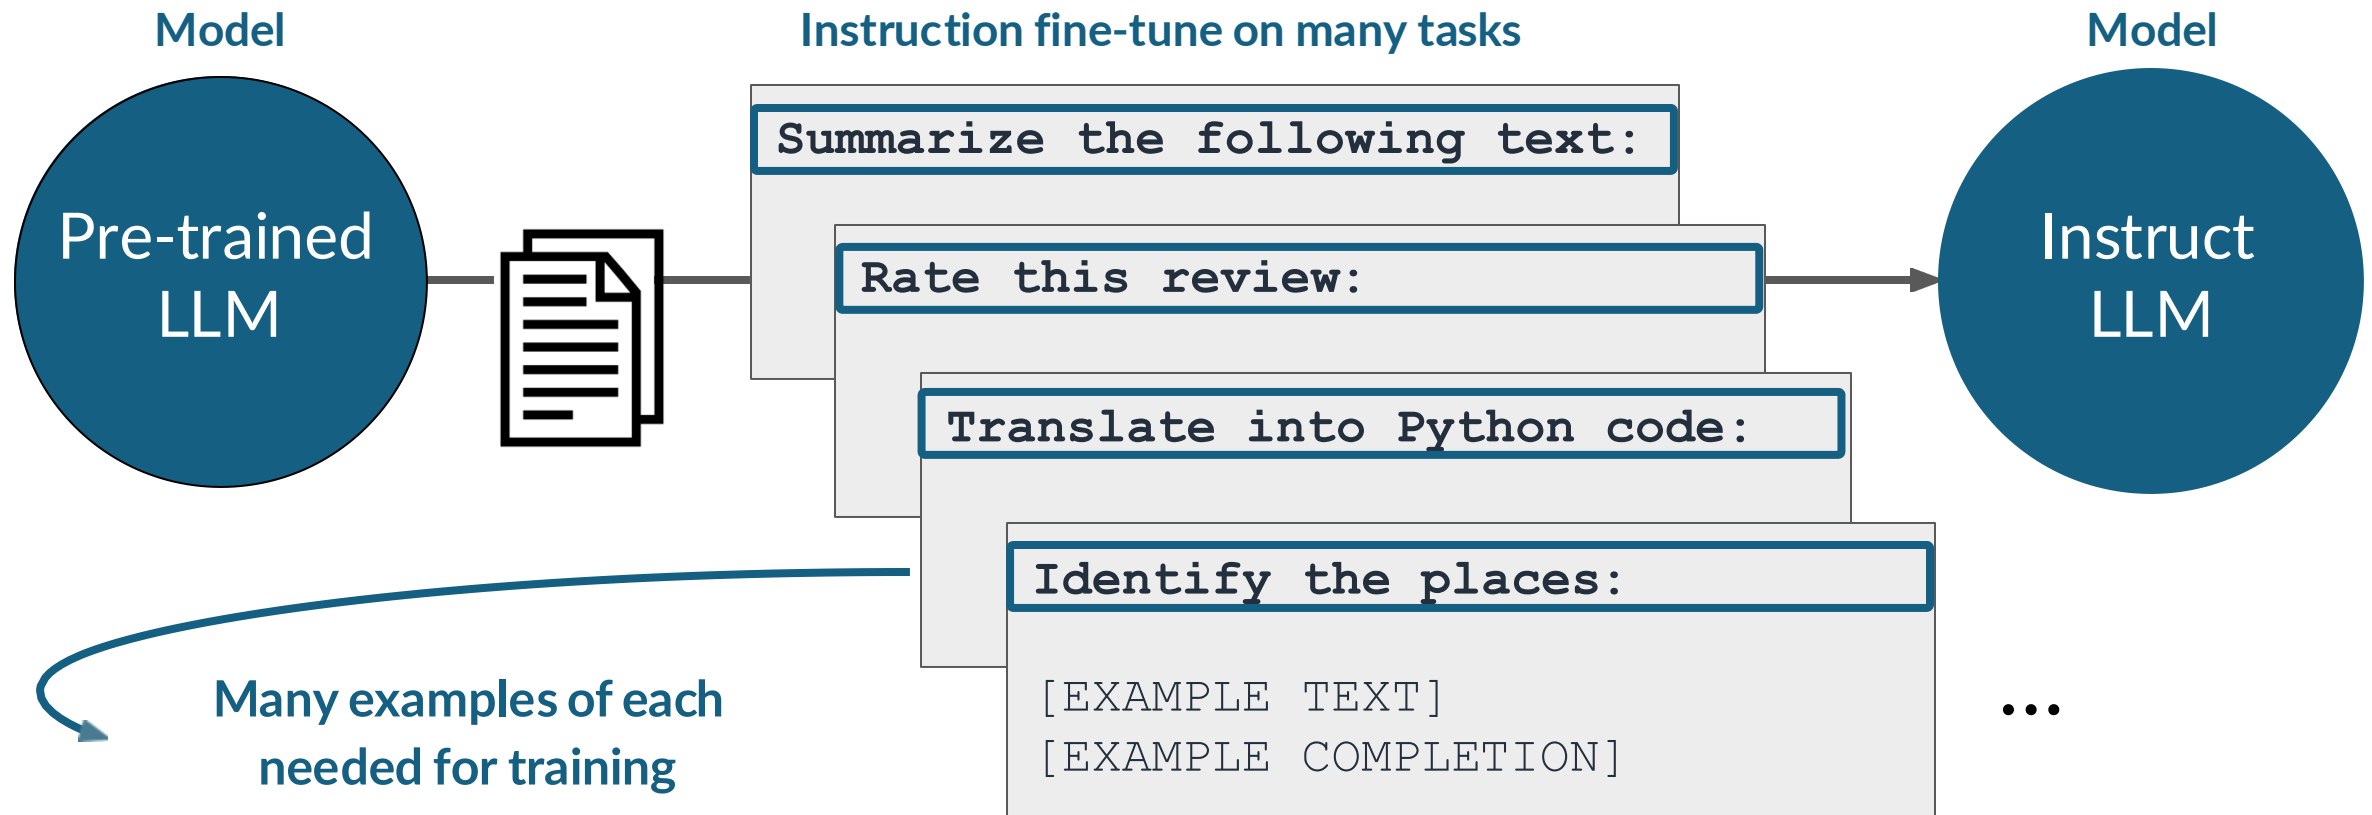 Model
Instruction fine-tune on many tasks
Model
Pre-trained
LLM
Summarize the following text:
Rate this review:
Translate into Python code:
Identify the places:
[EXAMPLE TEXT]
[EXAMPLE COMPLETION]
Instruct
LLM
Many examples of each
needed for training
...